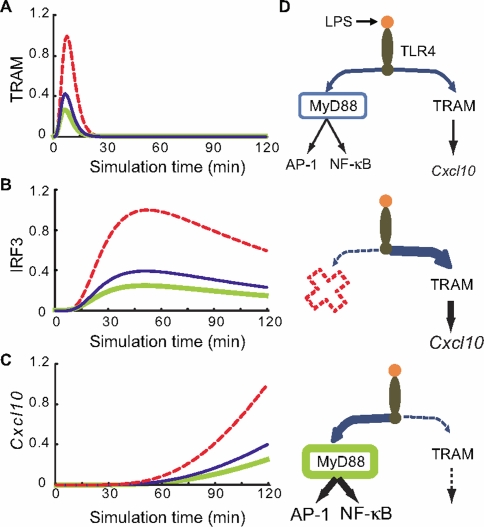 A
TRAM
1.2
0.8
0.4
0
0 30 60 90 120
Simulation time (min)
B
IRF3
1.2
0.8
0.4
0
0 30 60 90 120
Simulation time (min)
C
Cxcl10
1.2
0.4
0
0 30 60 90 120
Simulation time (min)
D
LPS
TLR4
MyD88
TRAM
AP-1 NF-κB
Cxcl10
TRAM
Cxcl10
MyD88
TRAM
AP-1 NF-κB